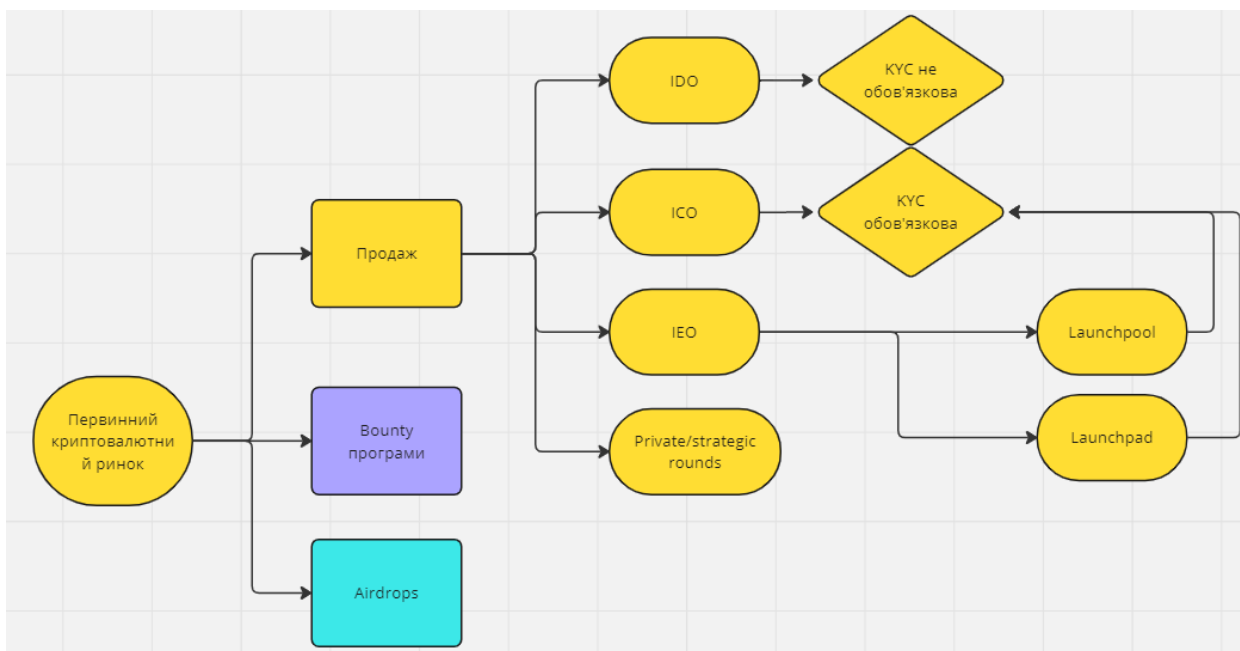 IDO
KYC не
обов'язкова
ICO
KYC
обов'язкова
Продаж
IEO
Launchpool
Первинний
криптовалютни
й ринок
Bounty
програми
Private/strategic
rounds
Launchpad
Airdrops